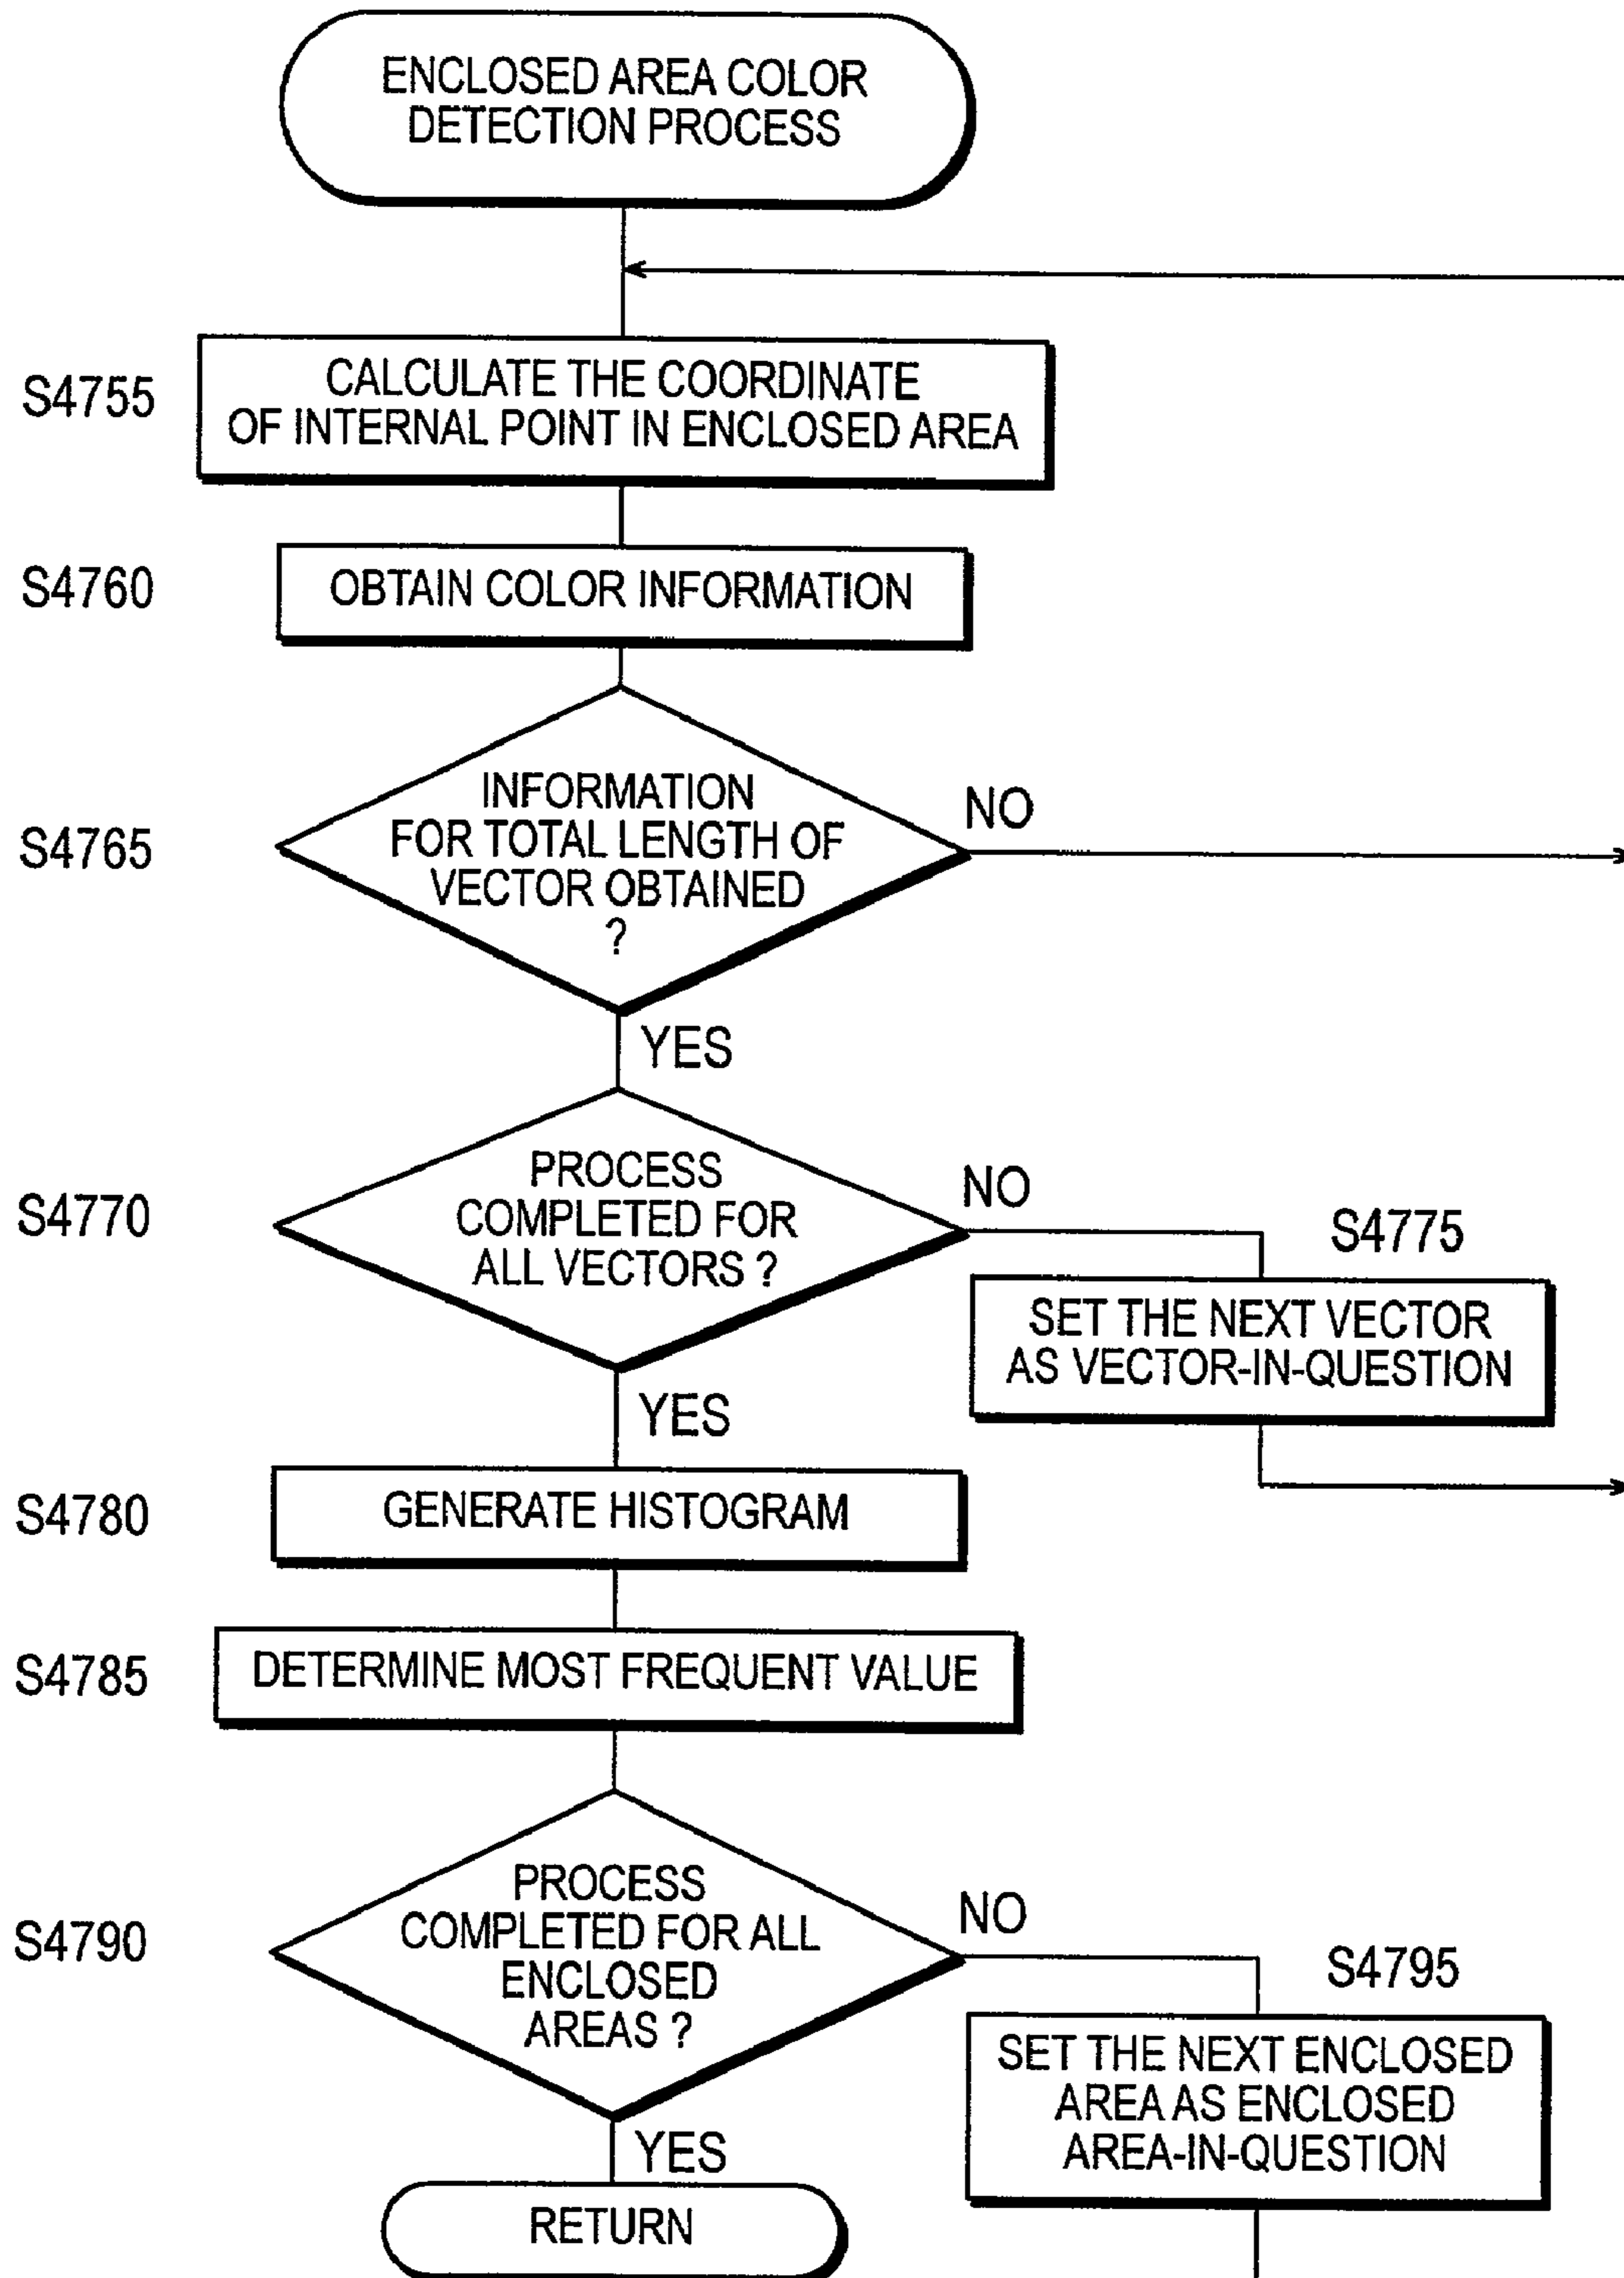 ENCLOSED AREA COLOR
DETECTION PROCESS
S4755
CALCULATE THE COORDINATE
OF INTERNAL POINT IN ENCLOSED AREA
S4760
OBTAIN COLOR INFORMATION
S4765
INFORMATION
FOR TOTAL LENGTH OF
VECTOR OBTAINED
?
NO
YES
S4770
PROCESS
COMPLETED FOR
ALL VECTORS ?
NO
S4775
SET THE NEXT VECTOR
AS VECTOR-IN-QUESTION
YES
S4780
GENERATE HISTOGRAM
S4785
DETERMINE MOST FREQUENT VALUE
S4790
PROCESS
COMPLETED FOR ALL
ENCLOSED
AREAS ?
NO
S4795
SET THE NEXT ENCLOSED
AREA AS ENCLOSED
AREA-IN-QUESTION
YES
RETURN